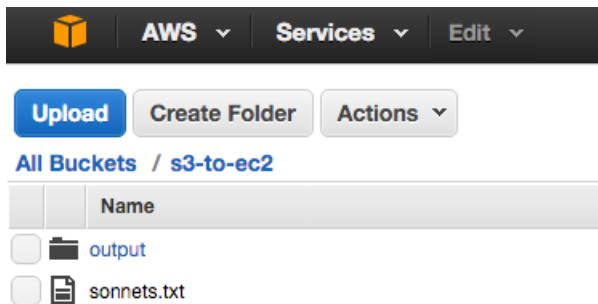 AWS Services Edit
Upload Create Folder Actions
All Buckets / s3-to-ec2
Name
output
sonnets.txt